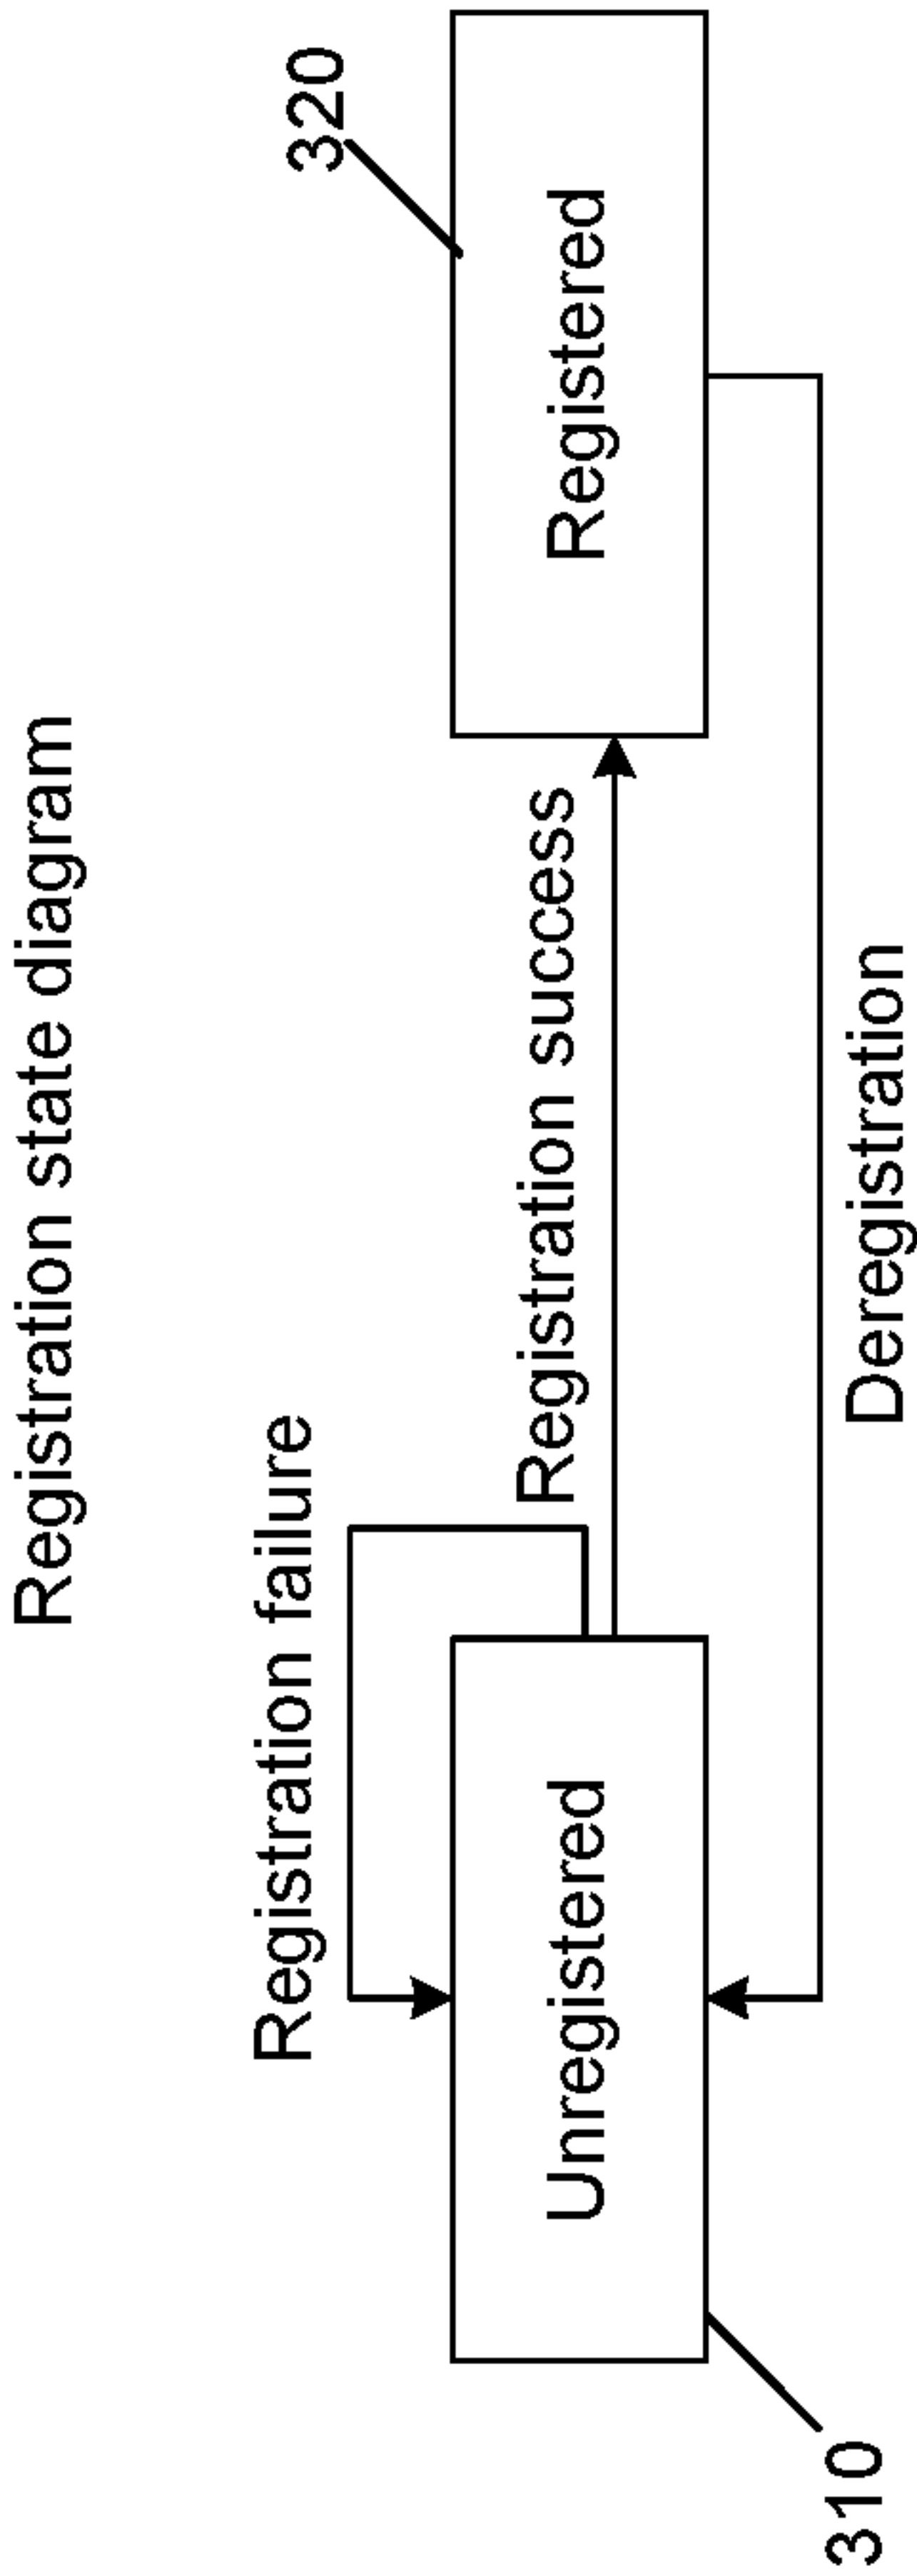 Registration state diagram
Registration failure
320
Registration success
Unregistered
Registered
Deregistration
310